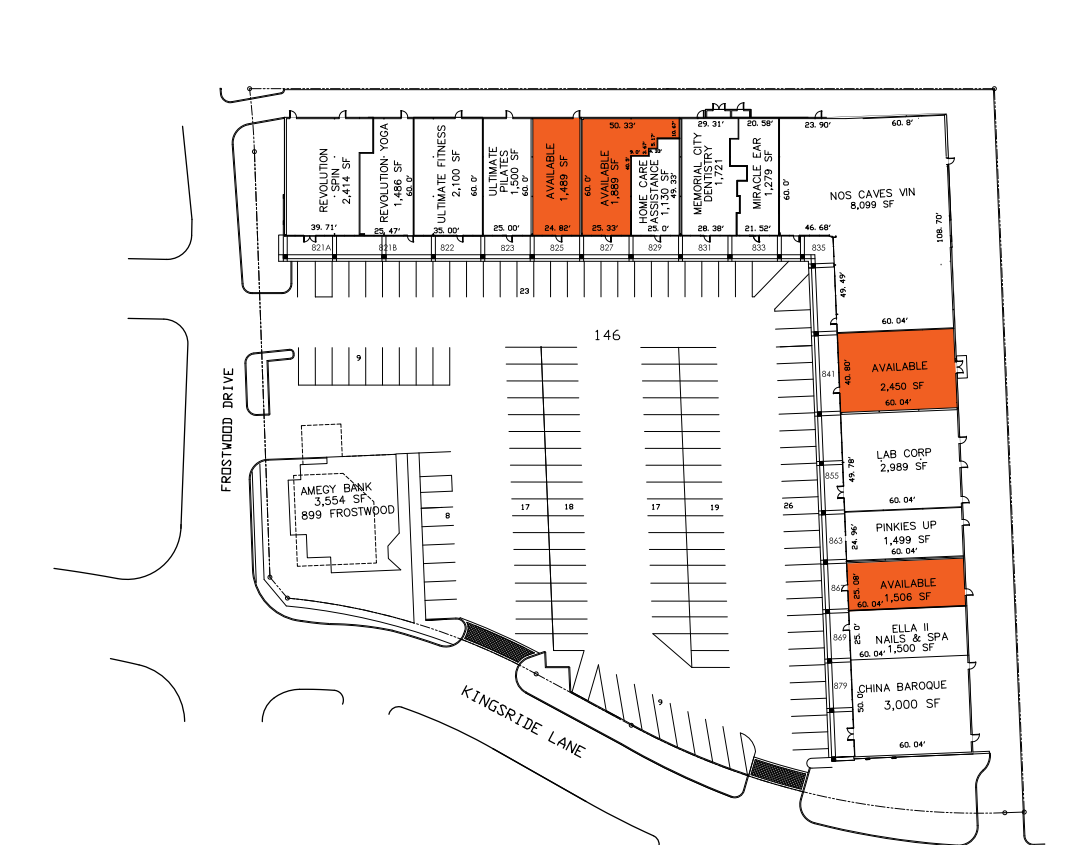 REVOLUTION
SPIN
2,414 SF
39. 71'
REVOLUTION YOGA
1,486 SF
60. 0'
25. 47'
ULTIMATE FITNESS
2,100 SF
60. 0'
35. 00'
ULTIMATE
PILATES
1,500 SF
60. 0'
25. 00'
AVAILABLE
1,489 SF
60. 0'
24. 82'
50. 33'
10. 67'
AVAILABLE
1,889 SF
25. 33'
HOME CARE
ASSISTANCE
1,130 SF
49. 33'
25. 0'
29. 31'
MEMORIAL CITY
DENTISTRY
1,721
28. 38'
20. 58'
MIRACLE EAR
1,279 SF
60. 0'
21. 52'
23. 90'
60. 8'
NOS CAVES VIN
8,099 SF
108. 70'
46. 68'
49. 49'
60. 04'
821A
821B
822
823
825
827
829
831
833
835
23
146
9
841
40. 80'
AVAILABLE
2,450 SF
60. 04'
FROSTWOOD DRIVE
LAB CORP
2,989 SF
49. 78'
855
60. 04'
AMEGY BANK
3,554 SF
899 FROSTWOOD
8
17
18
17
19
26
863
24. 96'
PINKIES UP
1,499 SF
60. 04'
25. 08'
AVAILABLE
1,506 SF
60. 04'
869
25. 0'
ELLA II
NAILS & SPA
1,500 SF
60. 04'
879
50. 0'
CHINA BAROQUE
3,000 SF
60. 04'
9
KINGSRIDE LANE